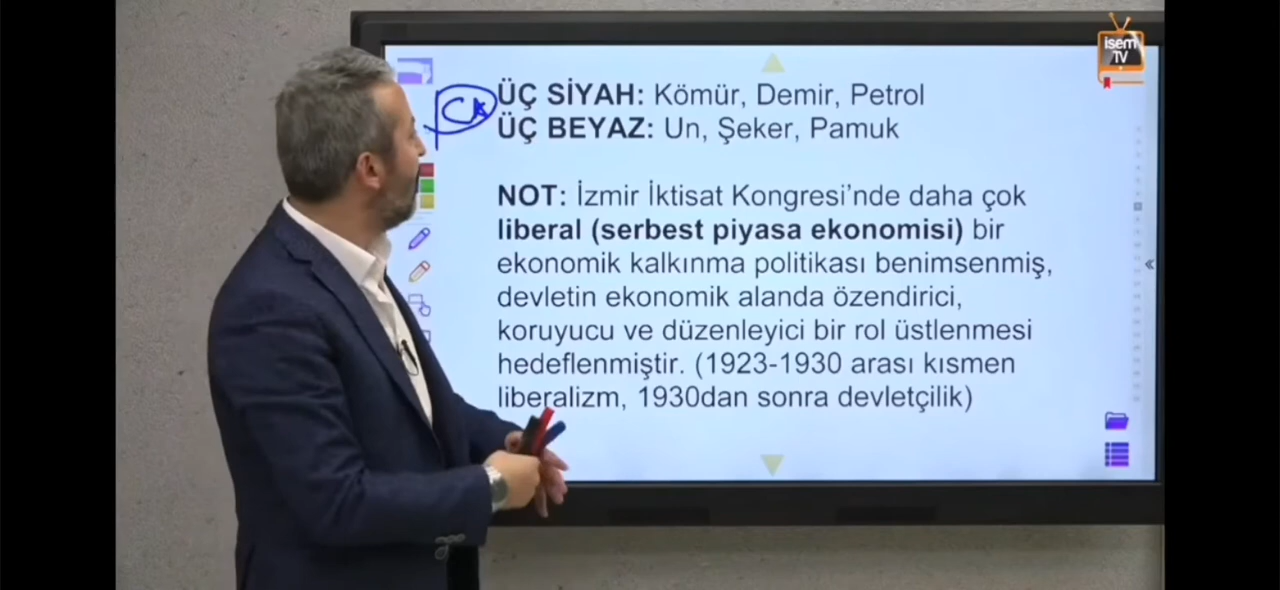 isem
TV
ÜÇ SİYAH: Kömür, Demir, Petrol
ÜÇ BEYAZ: Un, Şeker, Pamuk
NOT: İzmir İktisat Kongresi’nde daha çok
liberal (serbest piyasa ekonomisi) bir
ekonomik kalkınma politikası benimsenmiş,
devletin ekonomik alanda özendirici,
koruyucu ve düzenleyici bir rol üstlenmesi
hedeflenmiştir. (1923-1930 arası kısmen
liberalizm, 1930dan sonra devletçilik)